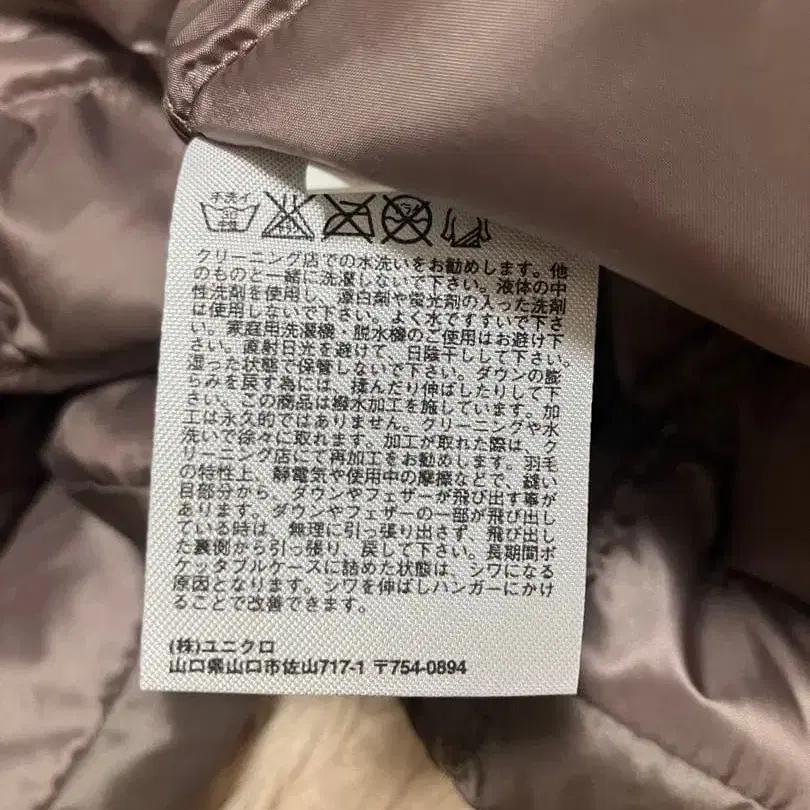 手洗イ
クリーニング店での水洗いをお勧めします。他
のものと一緒に洗濯しないで下さい。液体の中
性洗剤を使用し、漂白剤や蛍光剤の入った洗剤
は使用しないで下さい。よく水ですすいで下さ
い。家庭用洗濯機・脱水機のご使用はお避け下
さい。直射日光を避けて、日陰干しして下さい。
湿った状態で保管しないで下さい。ダウンの膨
らみを戻す為には、揉んだり伸ばしたりして下
さい。この商品は撥水加工を施しています。加
工は永久的ではありません。クリーニングや水
洗いで徐々に取れます。加工が取れた際は、ク
リーニング店にて再加工をお勧めします。羽毛
の特性上、静電気や使用中の摩擦などで、縫い
目部分から、ダウンやフェザーが飛び出す事が
あります。ダウンやフェザーの一部が飛び出し
ている時は、無理に引っ張り出さず、飛び出し
た裏側から引っ張り、戻して下さい。長期間ポ
ケッタブルケースに詰めた状態は、シワになる
原因となります。シワを伸ばしハンガーにかけ
ることで改善できます。
(株)ユニクロ
山口県山口市佐山717-1 〒754-0894